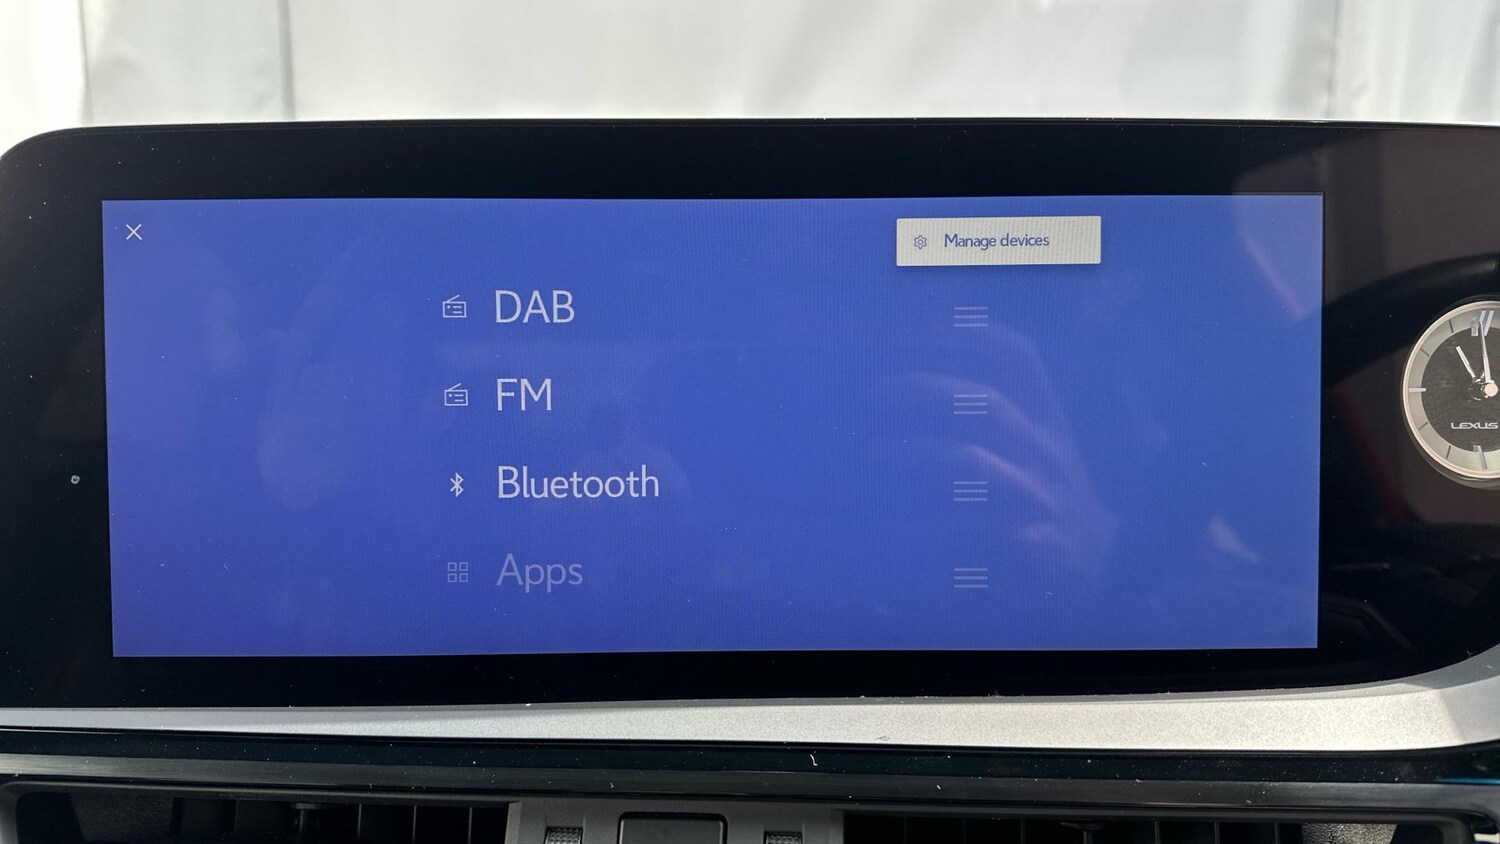 Manage devices
DAB
FM
Bluetooth
Apps
LEXUS